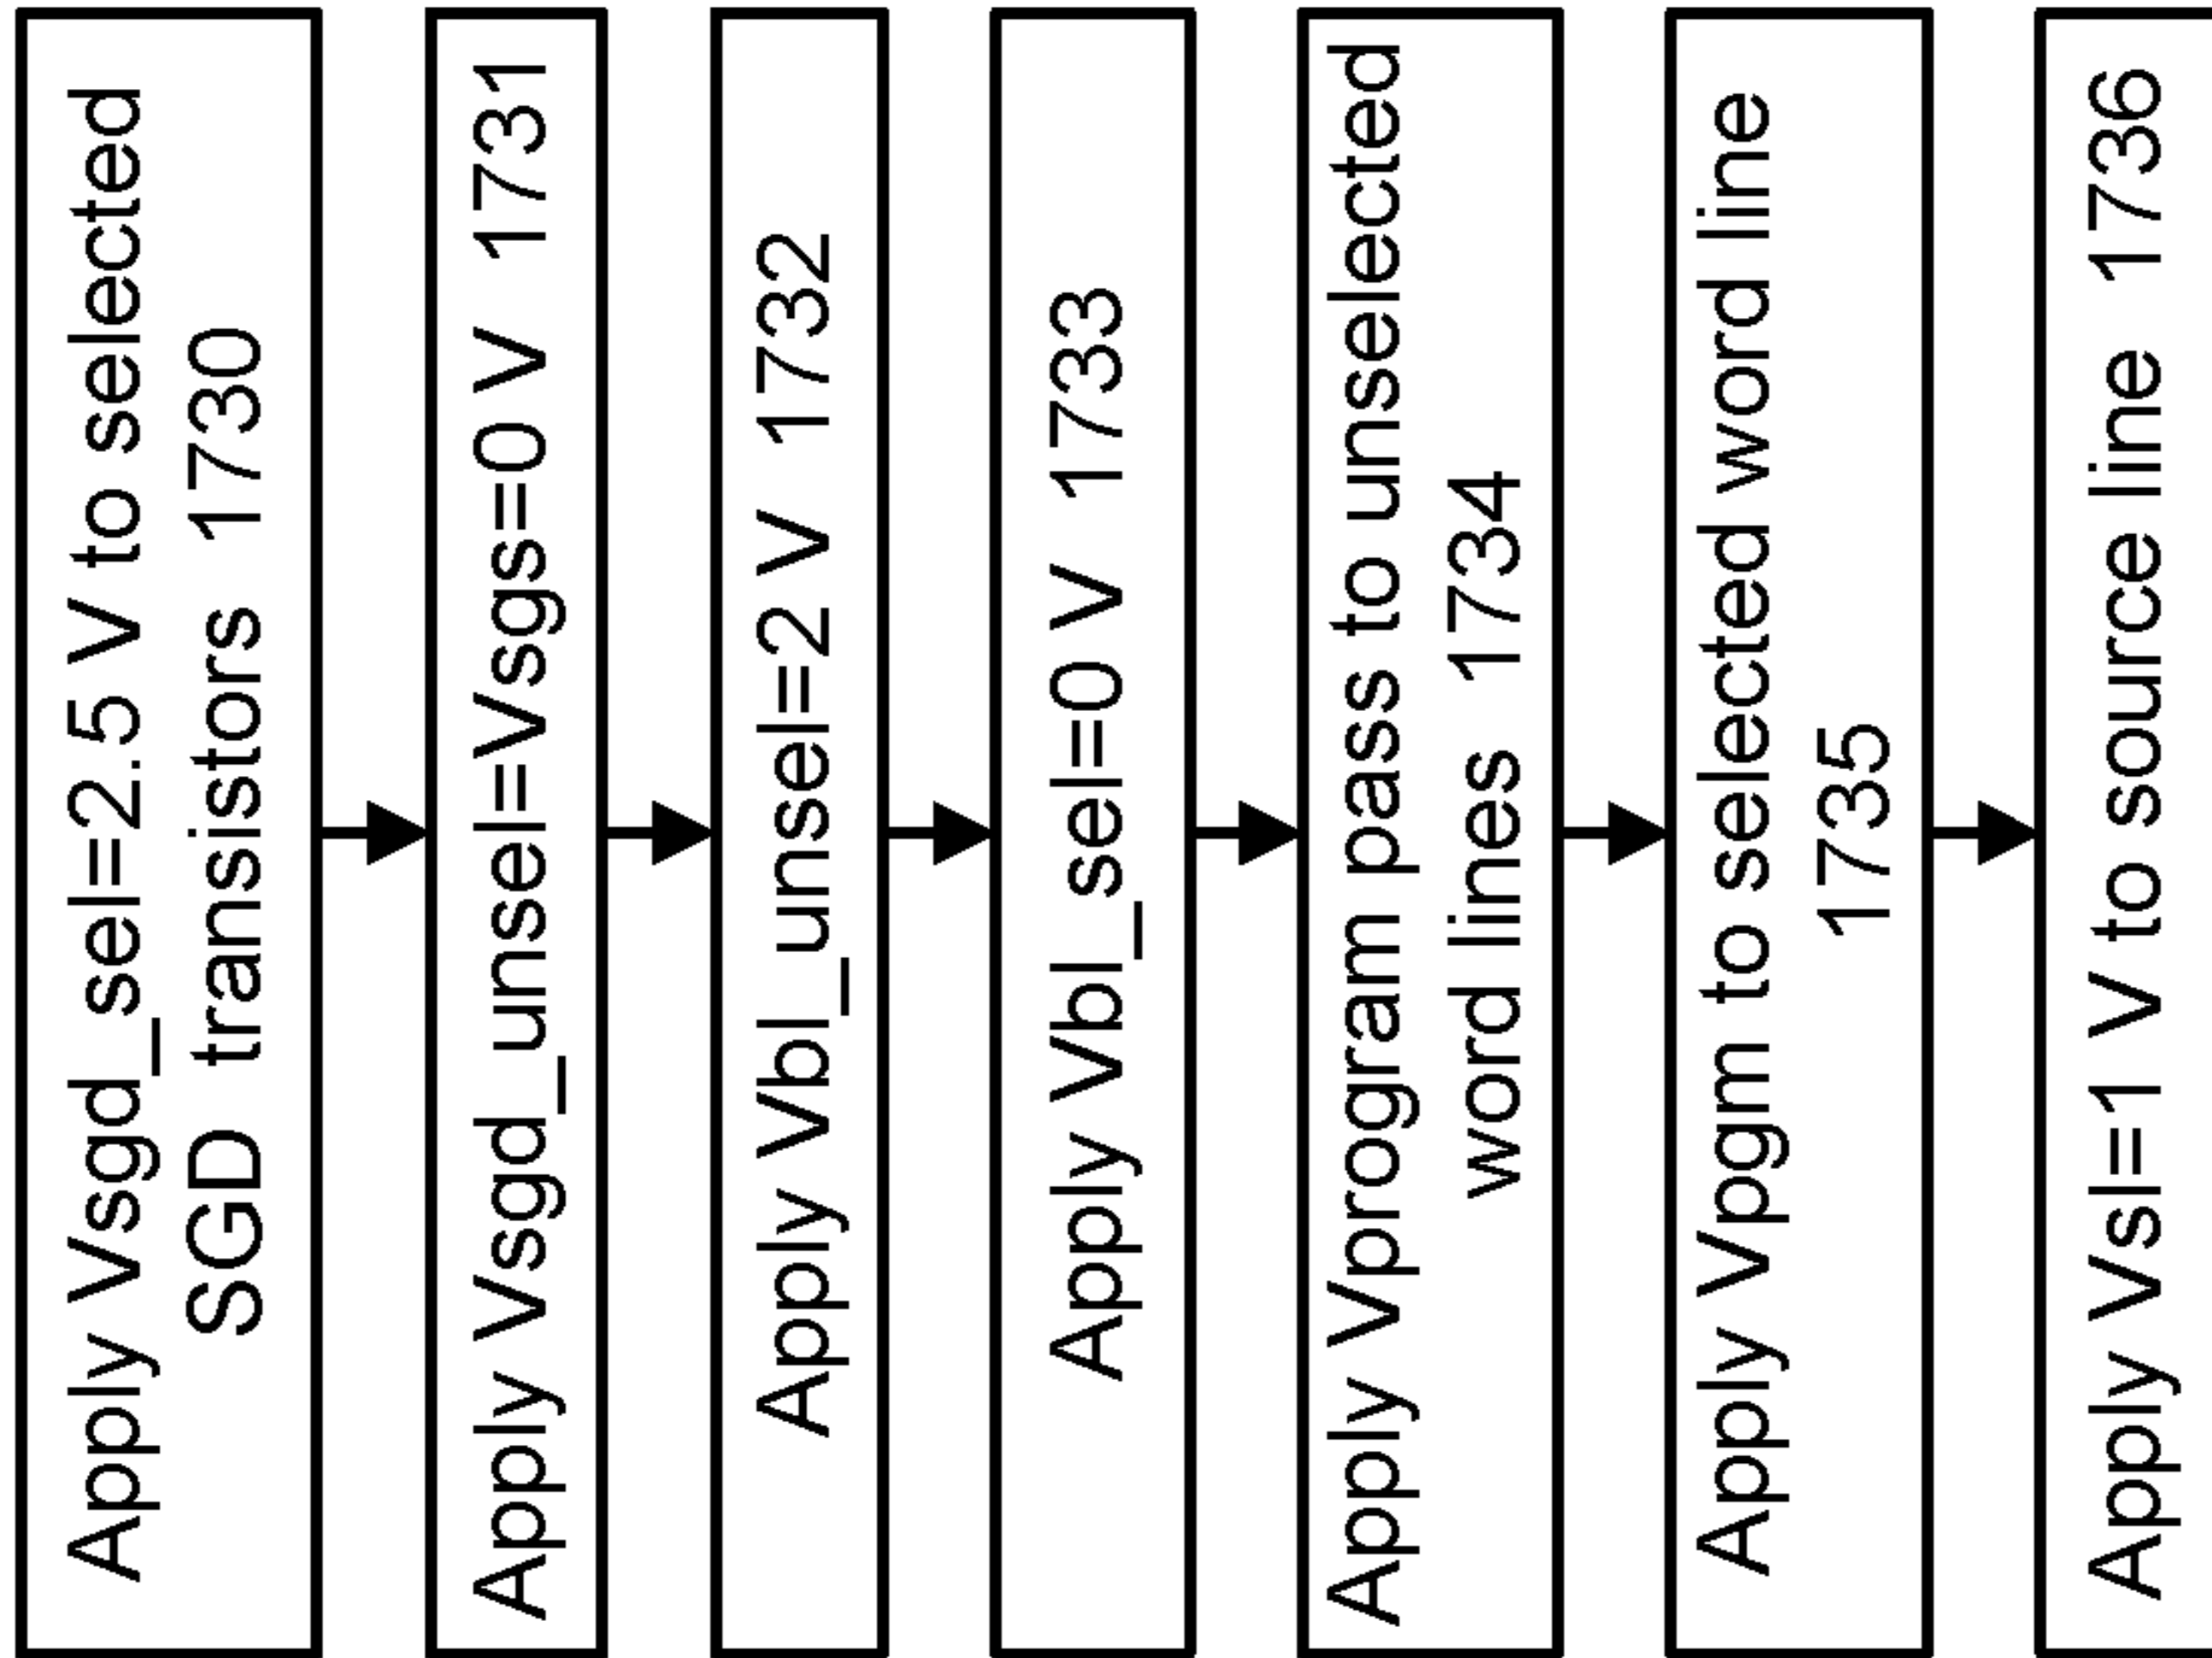 Apply Vsgd_sel=2.5 V to selected
SGD transistors 1730
Apply Vsgd_unsel=Vsgs=0 V 1731
Apply Vbl_unsel=2 V 1732
Apply Vbl_sel=0 V 1733
Apply Vprogram pass to unselected
word lines 1734
Apply Vpgm to selected word line
1735
Apply Vsl=1 V to source line 1736